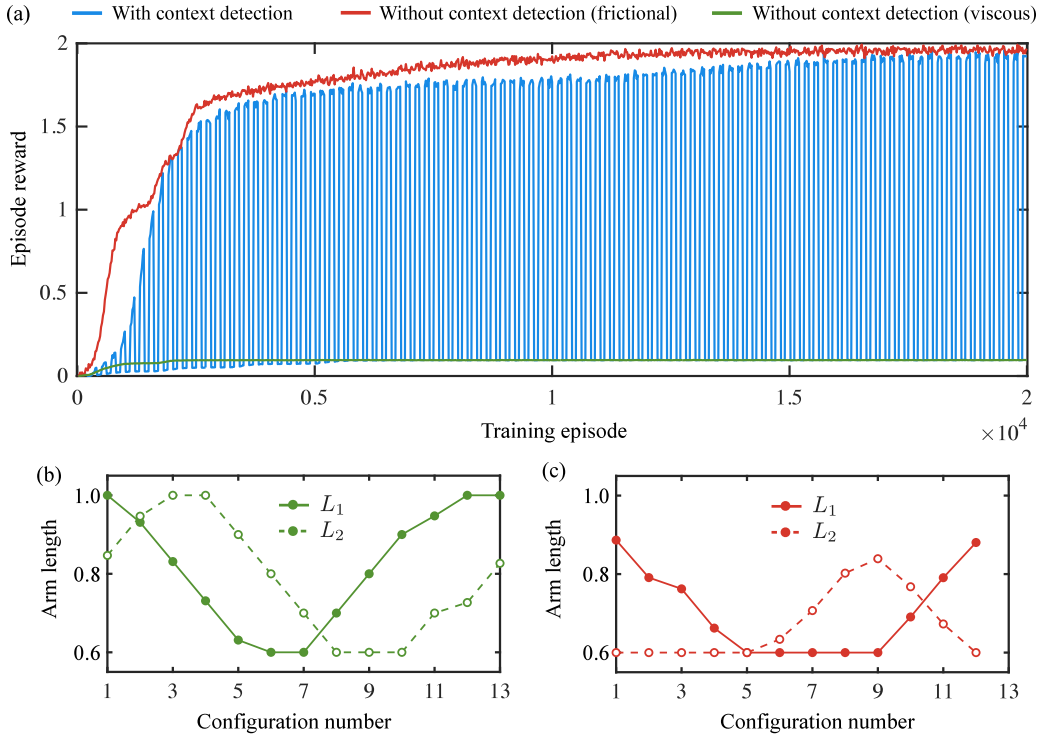 (a)
With context detection Without context detection (frictional) Without context detection (viscous)
2
1.5
1
0.5
0
Episode reward
0 0.5 1 1.5 2
Training episode
×10⁴
(b)
1.0
0.8
0.6
Arm length
L₁
L₂
1 3 5 7 9 11 13
Configuration number
(c)
1.0
0.8
0.6
Arm length
L₁
L₂
1 3 5 7 9 11 13
Configuration number